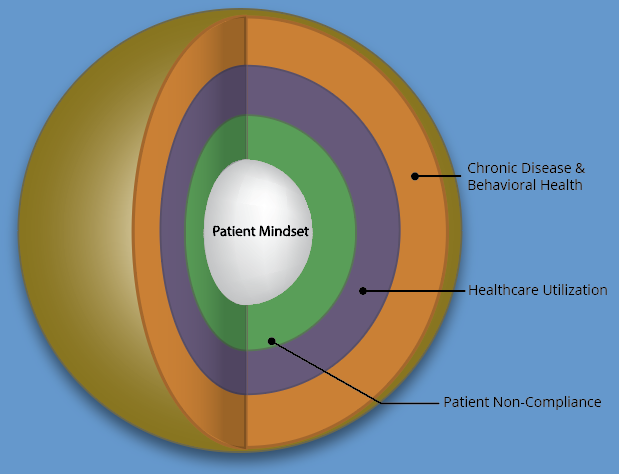 Chronic Disease &
Behavioral Health
Patient Mindset
Healthcare Utilization
Patient Non-Compliance